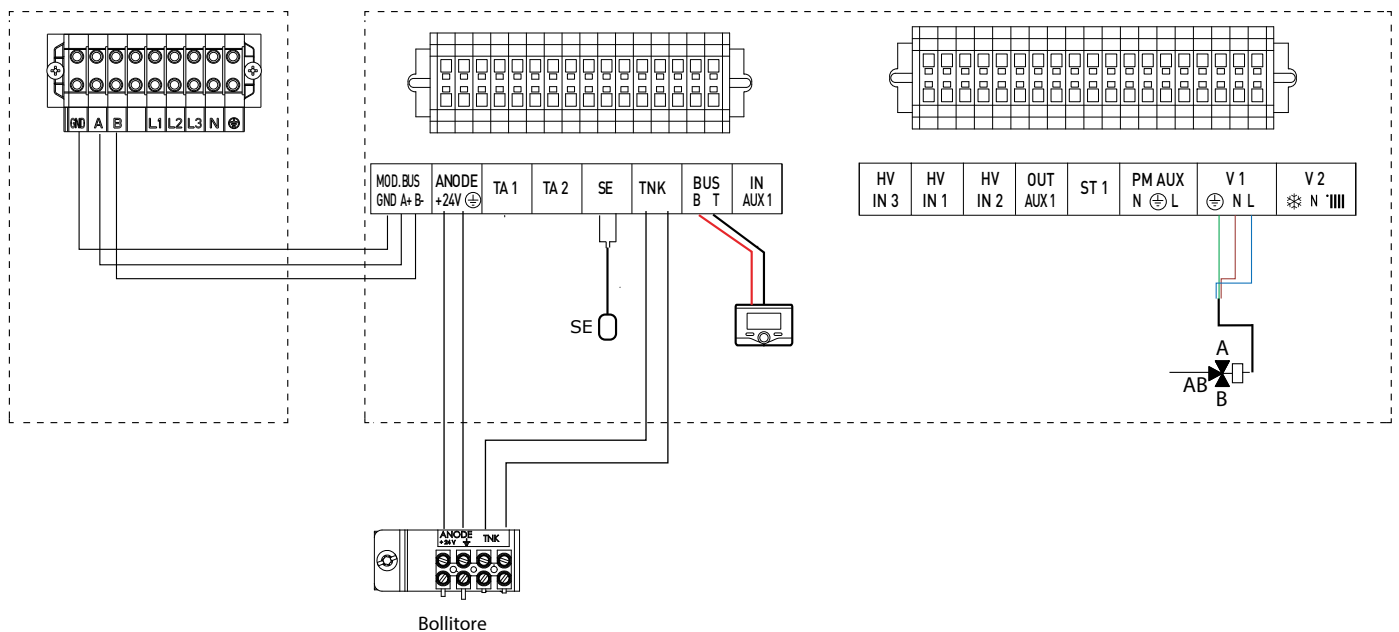 GND A B L1 L2 L3 N
MOD.BUS
GND A+ B-
ANODE
+24V
TA 1
TA 2
SE
TNK
BUS
B T
IN
AUX 1
HV
IN 3
HV
IN 1
HV
IN 2
OUT
AUX 1
ST 1
PM AUX
N L
V 1
N L
V 2
N
SE
A
AB
B
ANODE
+24V
TNK
Bollitore